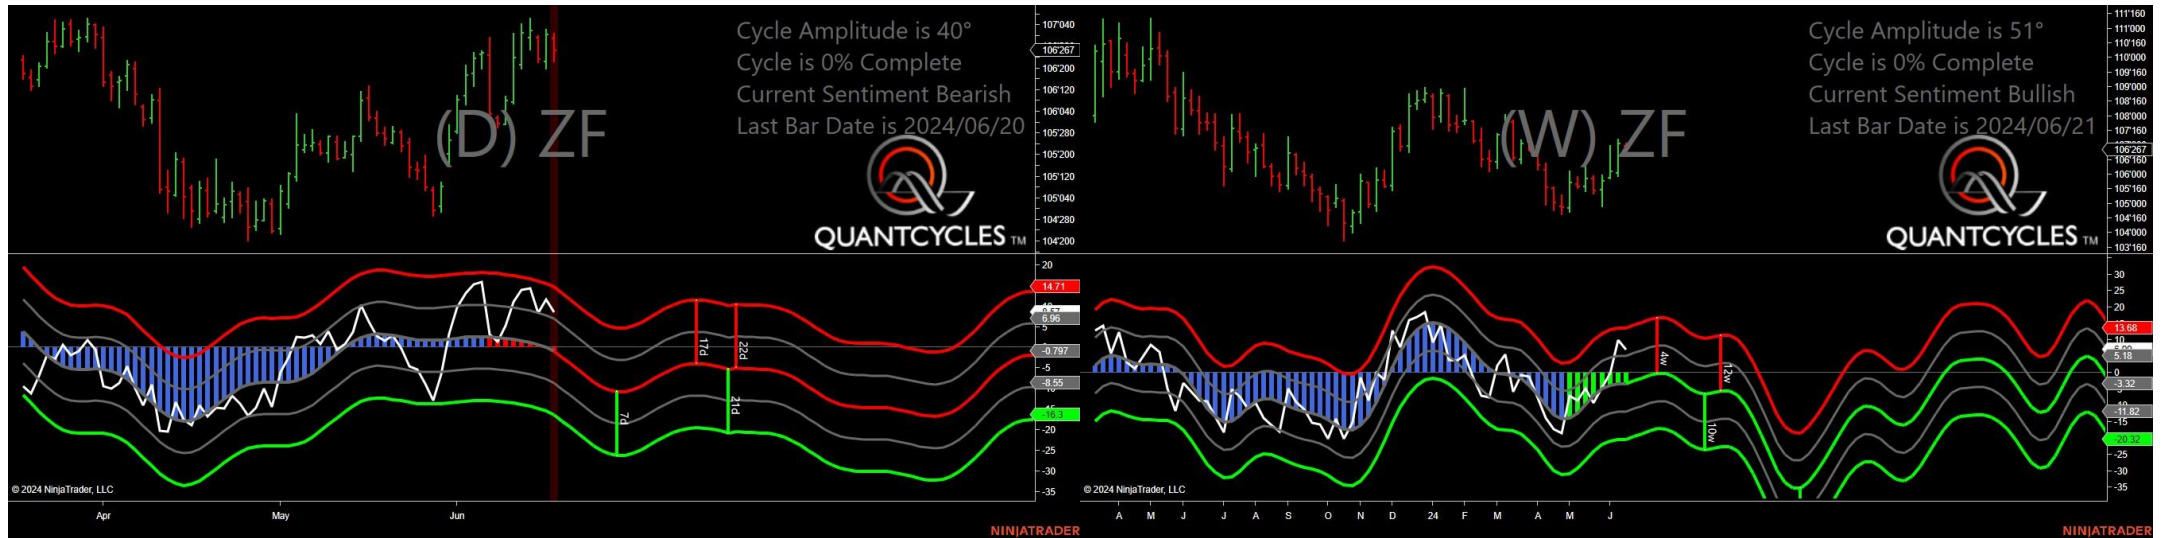 Cycle Amplitude is 40°
Cycle is 0% Complete
Current Sentiment Bearish
Last Bar Date is 2024/06/20
(D) ZF
QUANTCYCLES TM
107'040
106'267
106'200
106'120
106'040
105'280
105'200
105'120
105'040
104'280
104'200
20
14.71
6.96
5
-0.797
-5
-8.55
-16.3
-20
-25
-30
-35
17d
22d
7d
21d
© 2024 NinjaTrader, LLC
Apr
May
Jun
NINJATRADER
Cycle Amplitude is 51°
Cycle is 0% Complete
Current Sentiment Bullish
Last Bar Date is 2024/06/21
(W) ZF
QUANTCYCLES TM
111'160
111'000
110'160
110'000
109'160
109'000
108'160
108'000
107'160
106'267
106'160
106'000
105'160
105'000
104'160
104'000
103'160
30
25
20
13.68
10
5.18
0
-3.32
-11.82
-15
-20.32
-25
-30
-35
4w
12w
10w
© 2024 NinjaTrader, LLC
A
M
J
J
A
S
O
N
D
24
F
M
A
M
J
NINJATRADER